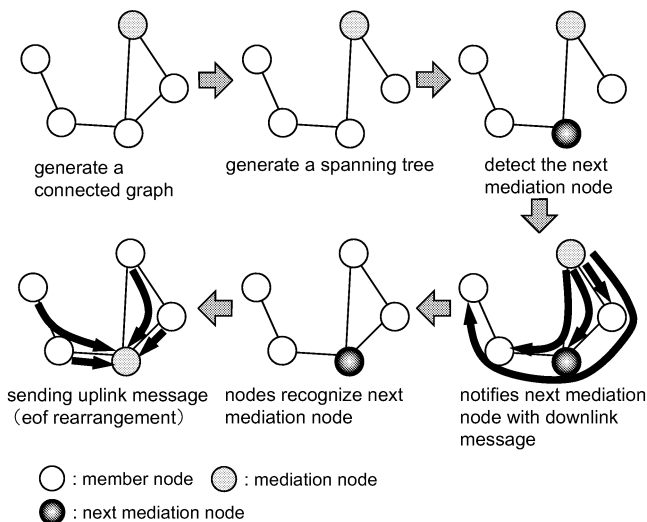 generate a
connected graph
generate a spanning tree
detect the next
mediation node
sending uplink message
(eof rearrangement)
nodes recognize next
mediation node
notifies next mediation
node with downlink
message
: member node
: mediation node
: next mediation node